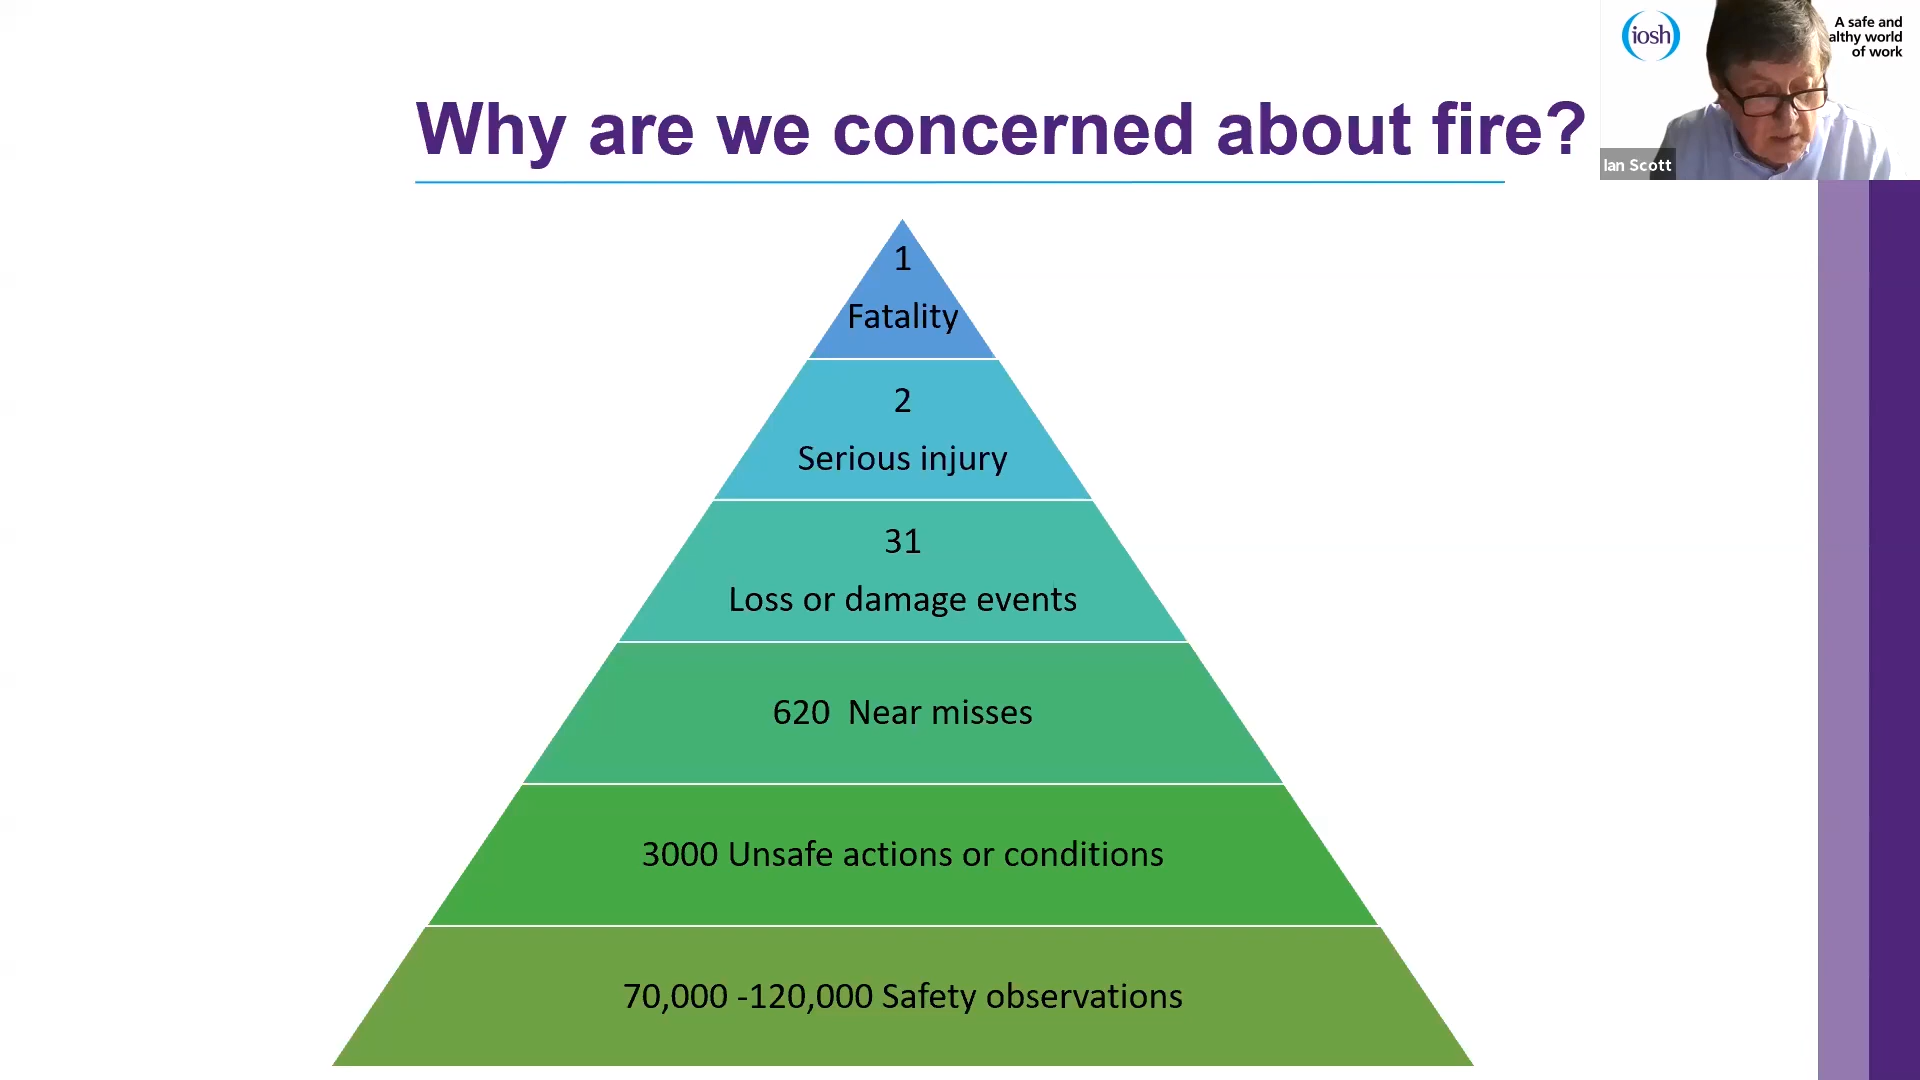 iosh
A safe and
althy world
of work
Why are we concerned about fire?
Ian Scott
1
Fatality
2
Serious injury
31
Loss or damage events
620  Near misses
3000 Unsafe actions or conditions
70,000 -120,000 Safety observations